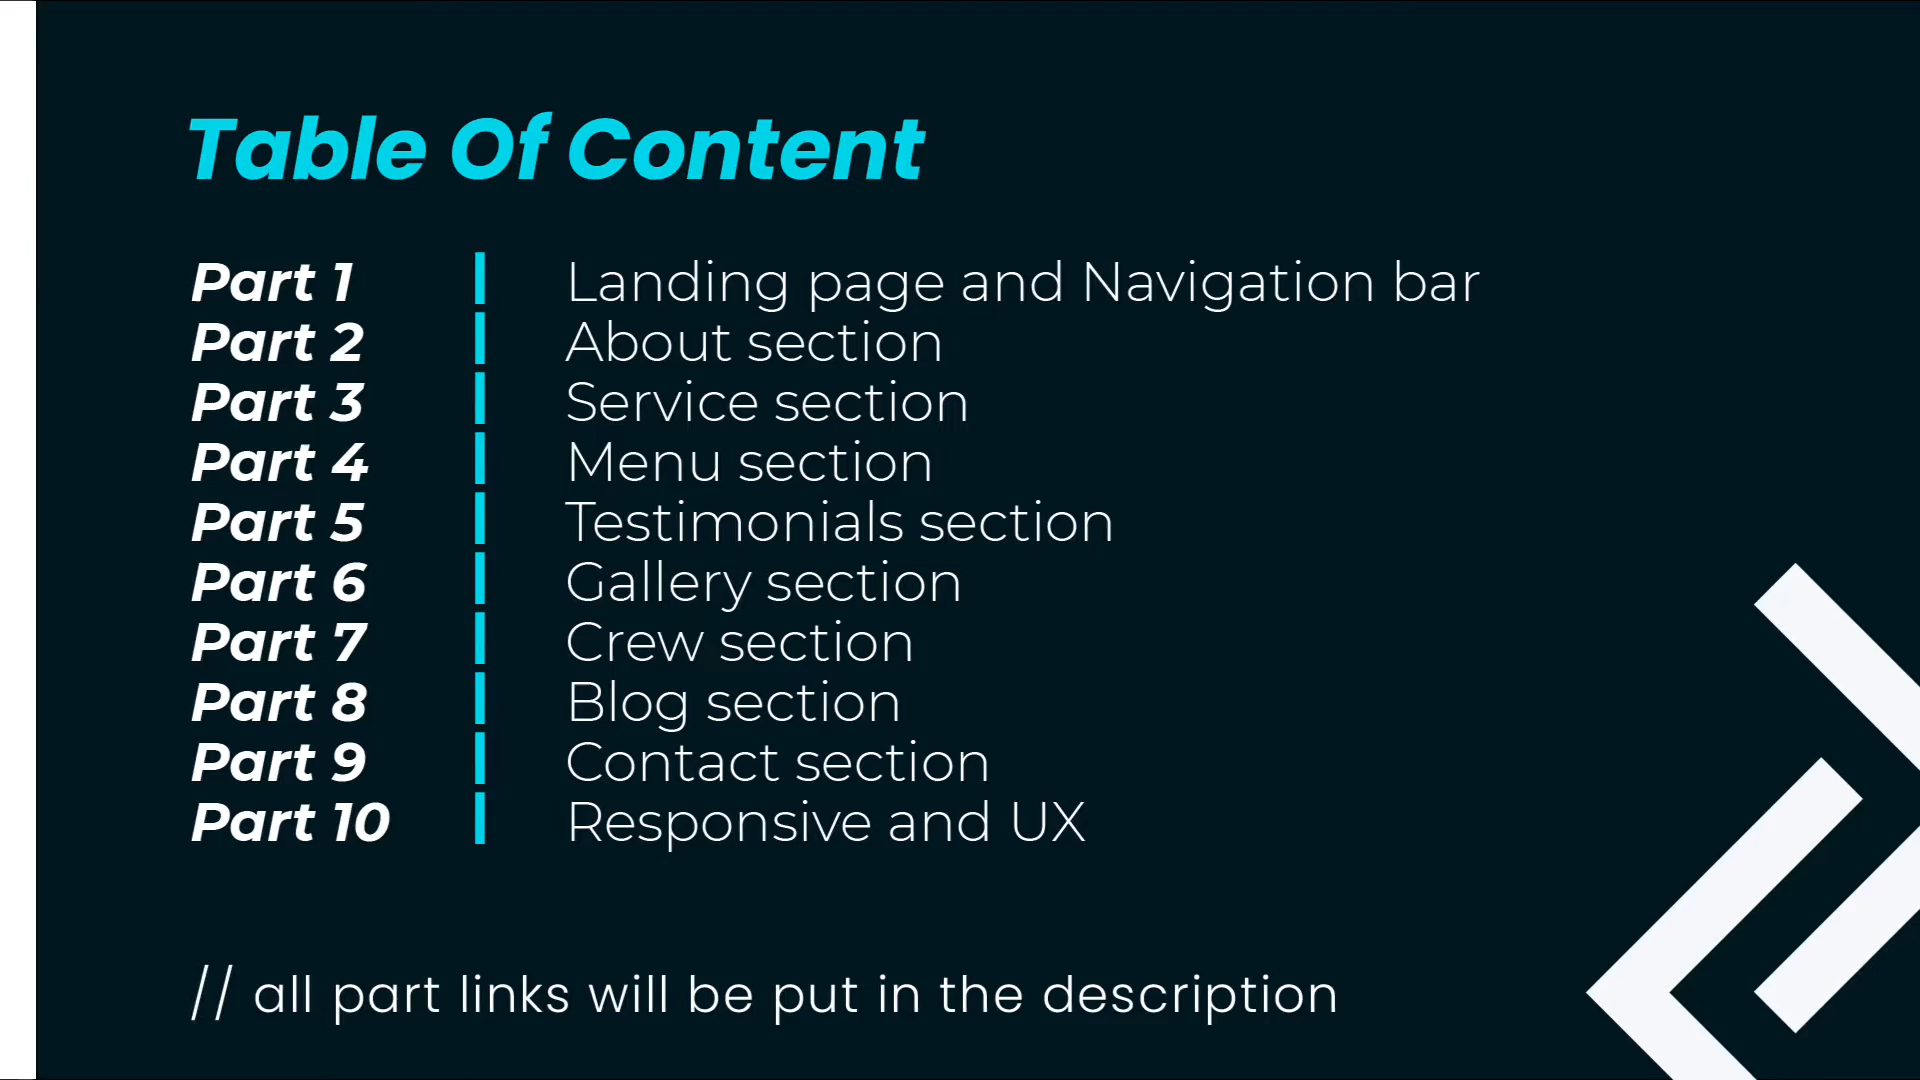 Table Of Content
Part 1 | Landing page and Navigation bar
Part 2 | About section
Part 3 | Service section
Part 4 | Menu section
Part 5 | Testimonials section
Part 6 | Gallery section
Part 7 | Crew section
Part 8 | Blog section
Part 9 | Contact section
Part 10 | Responsive and UX
// all part links will be put in the description